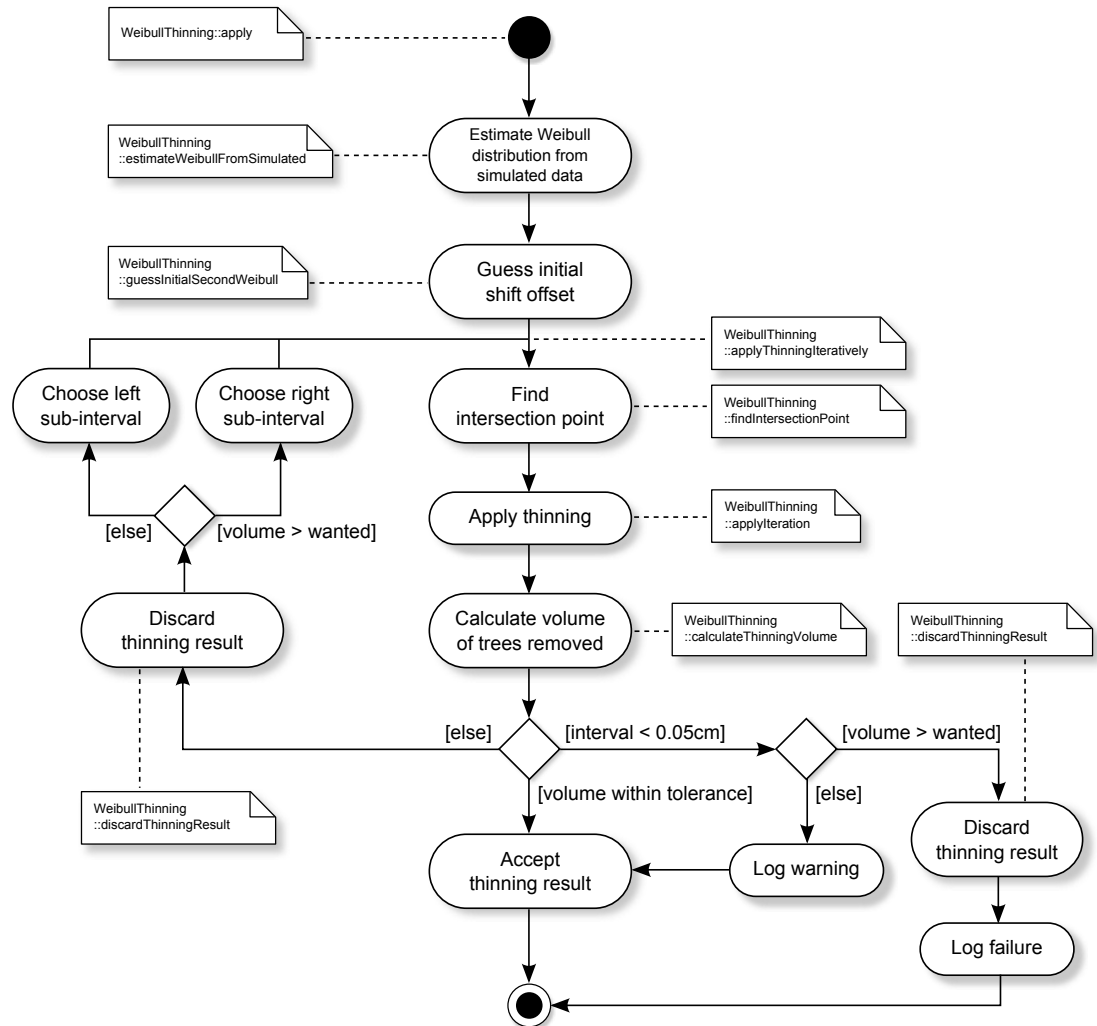 WeibullThinning::apply
WeibullThinning
::estimateWeibullFromSimulated
Estimate Weibull
distribution from
simulated data
WeibullThinning
::guessInitialSecondWeibull
Guess initial
shift offset
WeibullThinning
::applyThinningIteratively
Choose left
sub-interval
Choose right
sub-interval
Find
intersection point
WeibullThinning
::findIntersectionPoint
[else]
[volume > wanted]
Apply thinning
WeibullThinning
::applyIteration
Discard
thinning result
Calculate volume
of trees removed
WeibullThinning
::calculateThinningVolume
WeibullThinning
::discardThinningResult
[else]
[interval < 0.05cm]
[volume > wanted]
[volume within tolerance]
[else]
WeibullThinning
::discardThinningResult
Accept
thinning result
Log warning
Discard
thinning result
Log failure